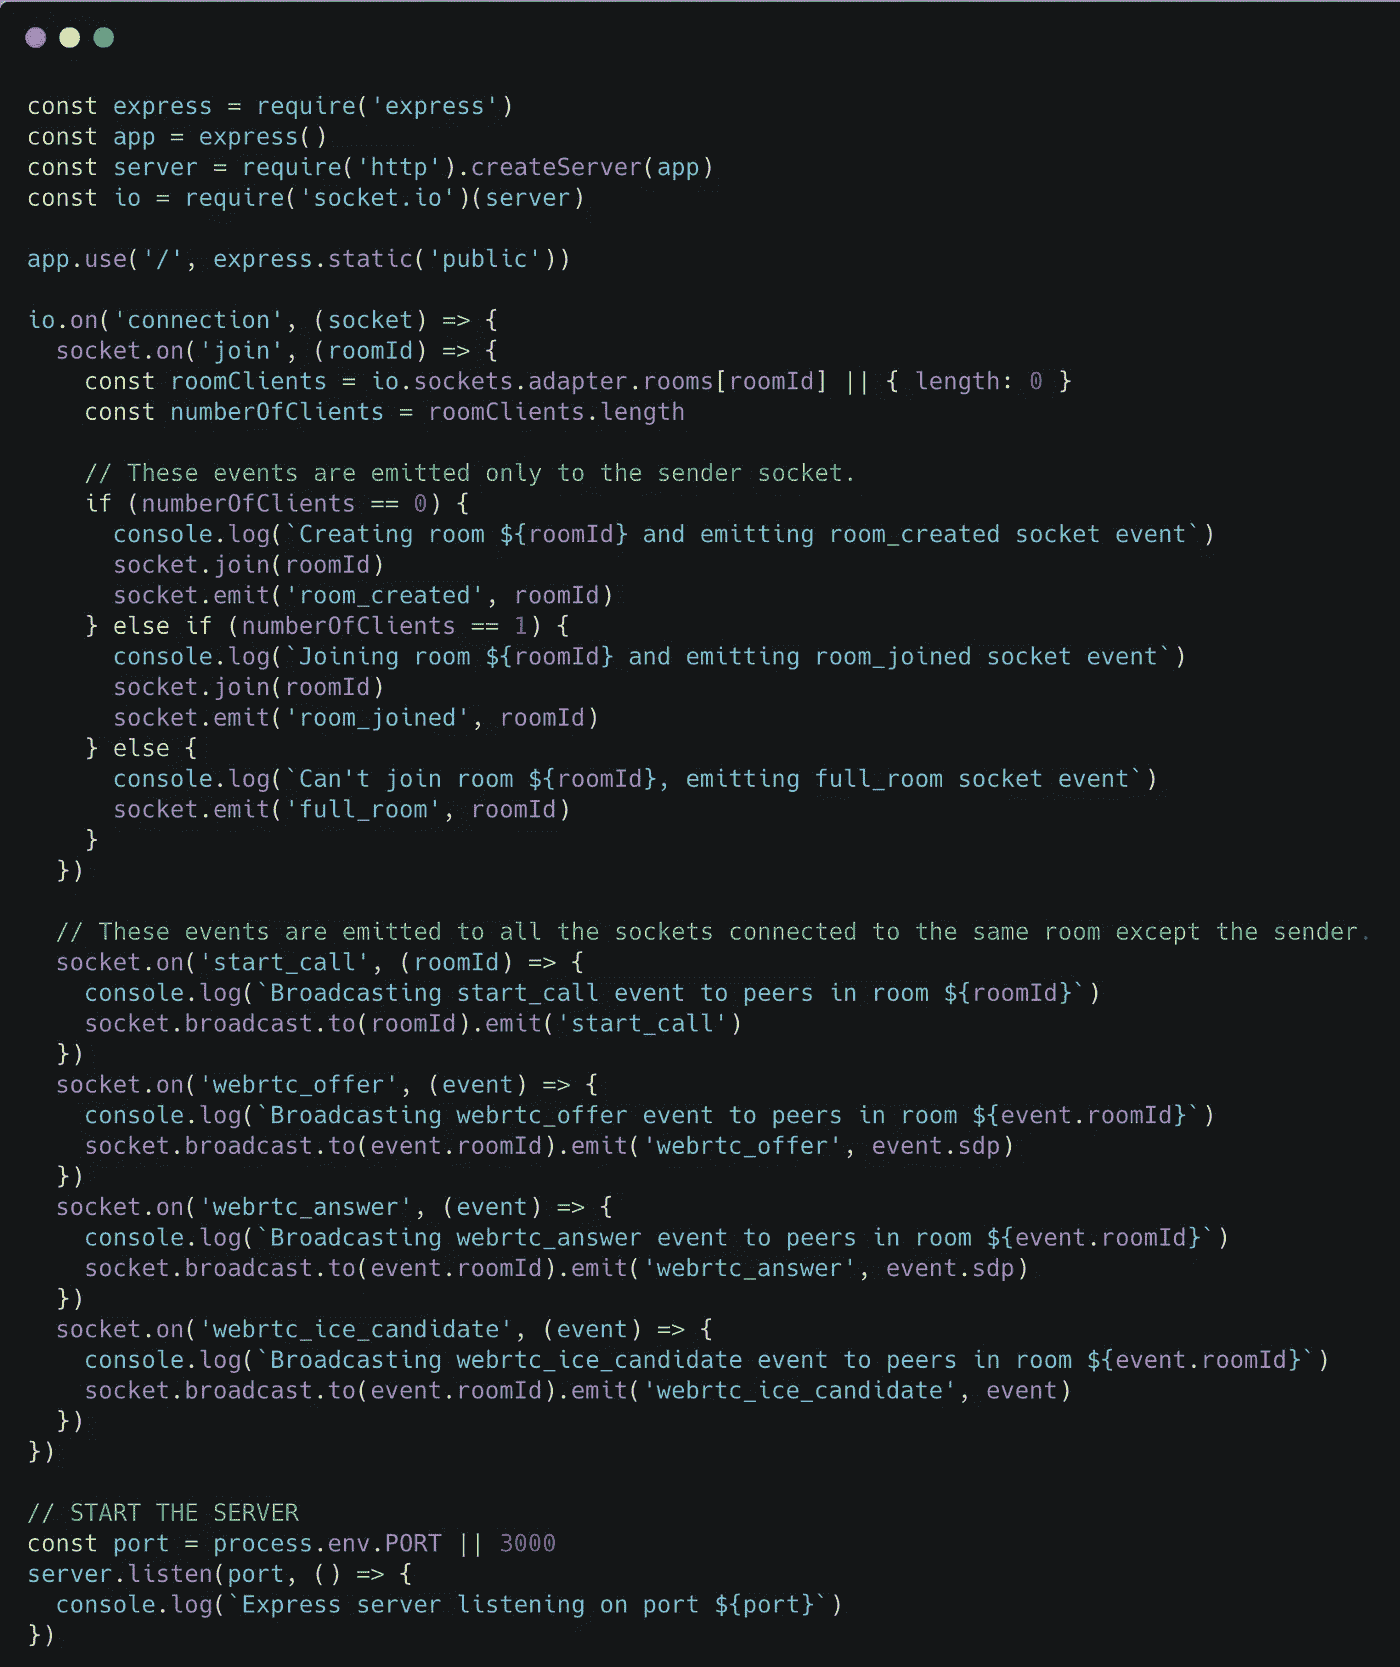 const express = require('express')
const app = express()
const server = require('http').createServer(app)
const io = require('socket.io')(server)

app.use('/', express.static('public'))

io.on('connection', (socket) => {
  socket.on('join', (roomId) => {
    const roomClients = io.sockets.adapter.rooms[roomId] || { length: 0 }
    const numberOfClients = roomClients.length

    // These events are emitted only to the sender socket.
    if (numberOfClients == 0) {
      console.log(`Creating room ${roomId} and emitting room_created socket event`)
      socket.join(roomId)
      socket.emit('room_created', roomId)
    } else if (numberOfClients == 1) {
      console.log(`Joining room ${roomId} and emitting room_joined socket event`)
      socket.join(roomId)
      socket.emit('room_joined', roomId)
    } else {
      console.log(`Can't join room ${roomId}, emitting full_room socket event`)
      socket.emit('full_room', roomId)
    }
  })

  // These events are emitted to all the sockets connected to the same room except the sender.
  socket.on('start_call', (roomId) => {
    console.log(`Broadcasting start_call event to peers in room ${roomId}`)
    socket.broadcast.to(roomId).emit('start_call')
  })
  socket.on('webrtc_offer', (event) => {
    console.log(`Broadcasting webrtc_offer event to peers in room ${event.roomId}`)
    socket.broadcast.to(event.roomId).emit('webrtc_offer', event.sdp)
  })
  socket.on('webrtc_answer', (event) => {
    console.log(`Broadcasting webrtc_answer event to peers in room ${event.roomId}`)
    socket.broadcast.to(event.roomId).emit('webrtc_answer', event.sdp)
  })
  socket.on('webrtc_ice_candidate', (event) => {
    console.log(`Broadcasting webrtc_ice_candidate event to peers in room ${event.roomId}`)
    socket.broadcast.to(event.roomId).emit('webrtc_ice_candidate', event)
  })
})

// START THE SERVER
const port = process.env.PORT || 3000
server.listen(port, () => {
  console.log(`Express server listening on port ${port}`)
})